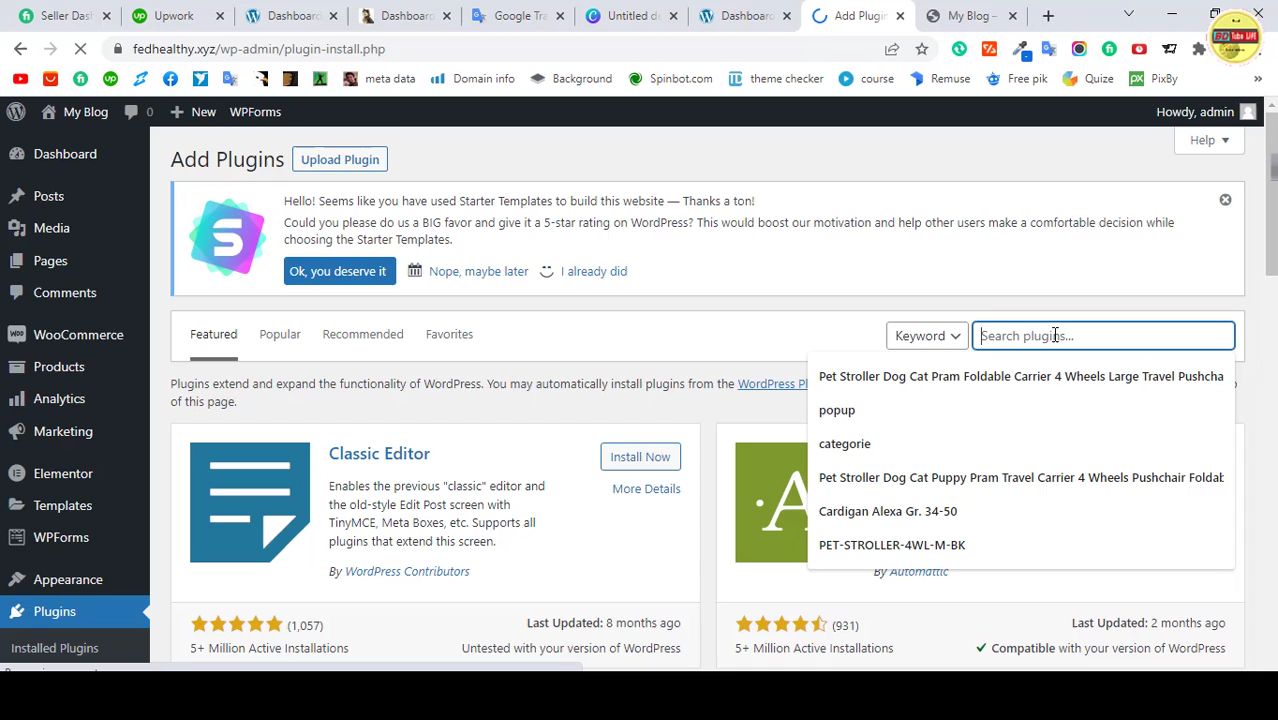 Seller Das
Upwork
Dashboard
Dashboard
Google Tra
Untitled d
Dashboard
Add Plugin
My Blog –
fedhealthy.xyz/wp-admin/plugin-install.php
BD Tube LIVE
meta data
Domain info
Background
Spinbot.com
theme checker
course
Remuse
Free pik
Quize
PixBy
My Blog
0
New
WPForms
Howdy, admin
Dashboard
Posts
Media
Pages
Comments
WooCommerce
Products
Analytics
Marketing
Elementor
Templates
WPForms
Appearance
Plugins
Installed Plugins
Add Plugins
Upload Plugin
Help
Hello! Seems like you have used Starter Templates to build this website — Thanks a ton!
Could you please do us a BIG favor and give it a 5-star rating on WordPress? This would boost our motivation and help other users make a comfortable decision while
choosing the Starter Templates.
Ok, you deserve it
Nope, maybe later
I already did
Featured
Popular
Recommended
Favorites
Keyword
Search plugins...
Pet Stroller Dog Cat Pram Foldable Carrier 4 Wheels Large Travel Pushcha
popup
categorie
Pet Stroller Dog Cat Puppy Pram Travel Carrier 4 Wheels Pushchair Foldab
Cardigan Alexa Gr. 34-50
PET-STROLLER-4WL-M-BK
Plugins extend and expand the functionality of WordPress. You may automatically install plugins from the WordPress Pl
of this page.
Classic Editor
Install Now
More Details
Enables the previous "classic" editor and
the old-style Edit Post screen with
TinyMCE, Meta Boxes, etc. Supports all
plugins that extend this screen.
By WordPress Contributors
(1,057)
5+ Million Active Installations
Last Updated: 8 months ago
Untested with your version of WordPress
By Automattic
(931)
5+ Million Active Installations
Last Updated: 2 months ago
Compatible with your version of WordPress